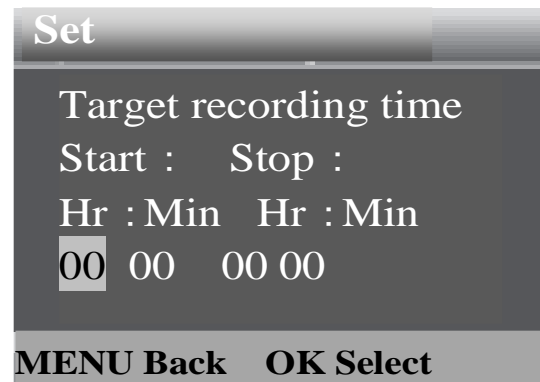 Set
Target recording time
Start : Stop :
Hr : Min Hr : Min
00 00 00 00
MENU Back OK Select